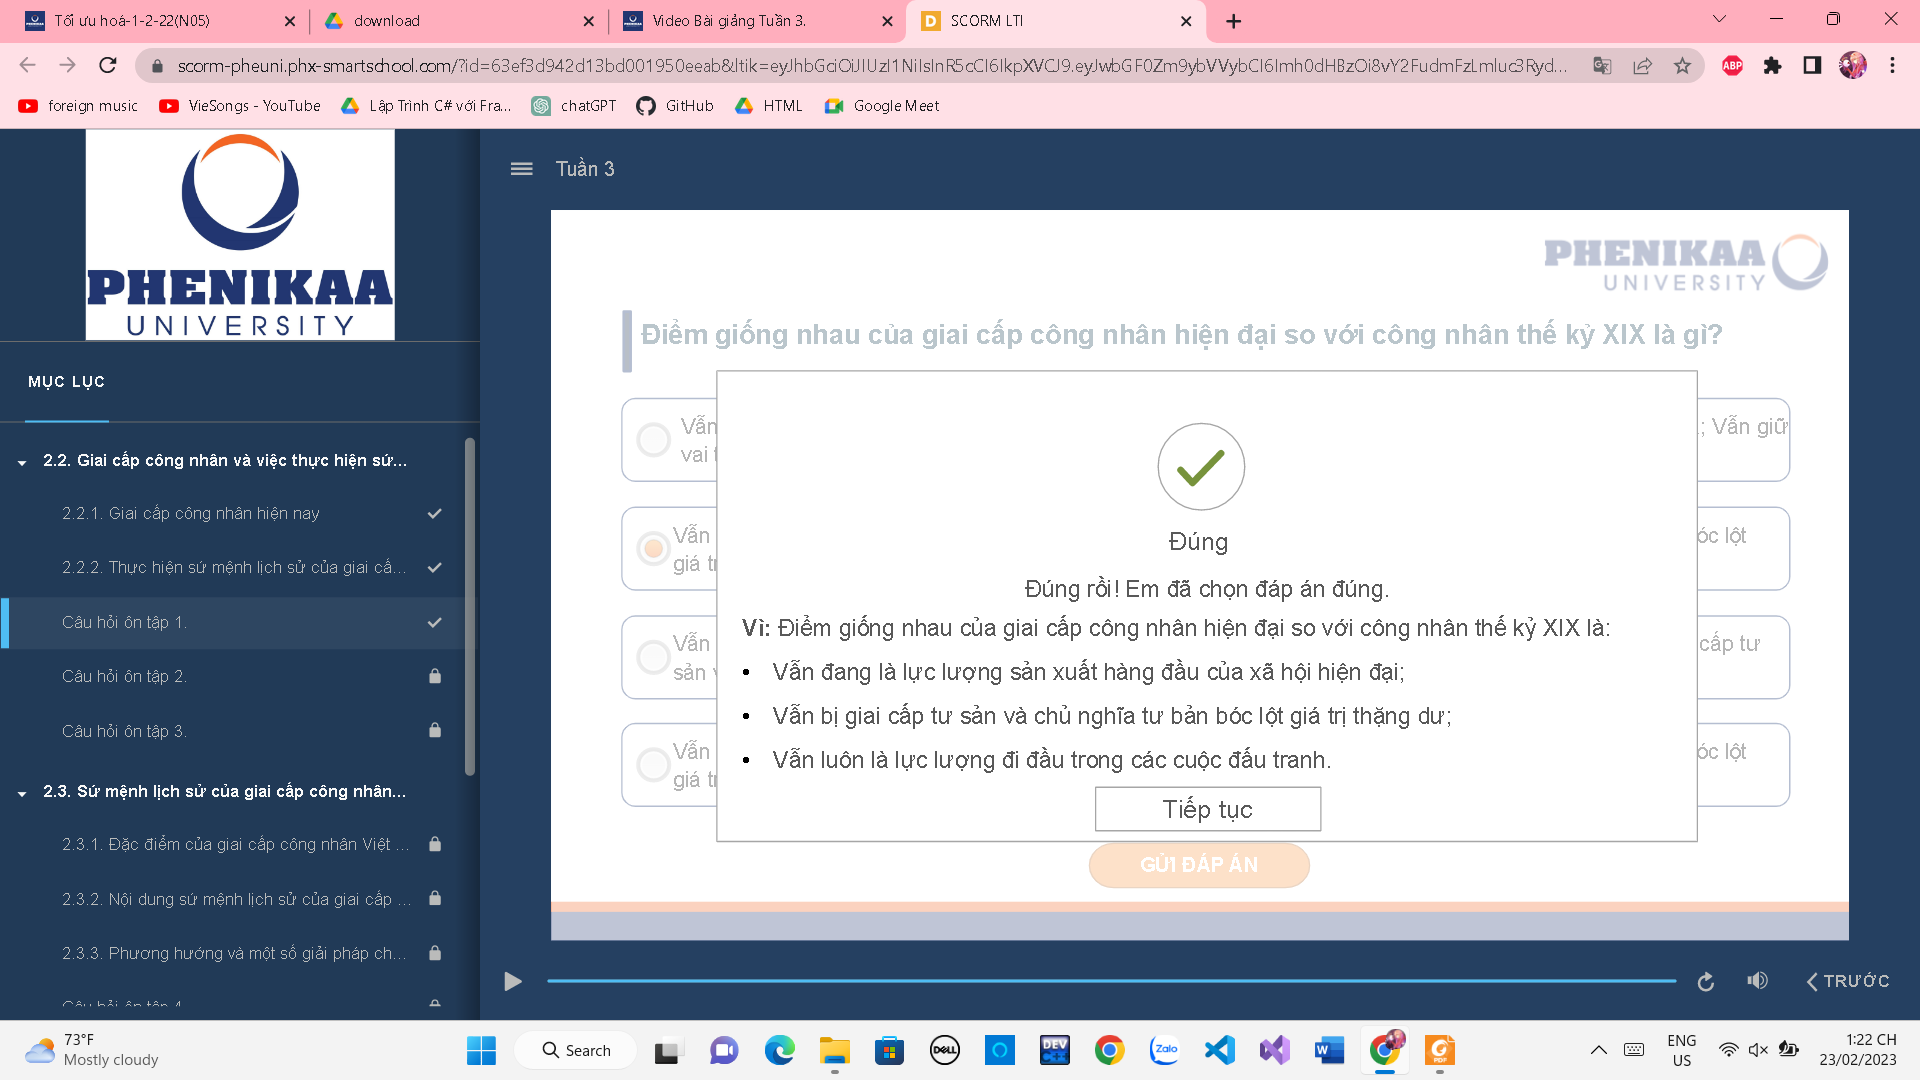 Tối ưu hoá-1-2-22(N05)
download
Video Bài giảng Tuần 3.
SCORM LTI
scorm-pheuni.phx-smartschool.com/?id=63ef3d942d13bd001950eeab&ltik=
foreign music
VieSongs - YouTube
Lập Trình C# với Fra...
chatGPT
GitHub
HTML
Google Meet
ABP
PHENIKAA
UNIVERSITY
MỤC LỤC
2.2. Giai cấp công nhân và việc thực hiện sứ...
2.2.1. Giai cấp công nhân hiện nay
2.2.2. Thực hiện sứ mệnh lịch sử của giai cấ...
Câu hỏi ôn tập 1.
Câu hỏi ôn tập 2.
Câu hỏi ôn tập 3.
2.3. Sứ mệnh lịch sử của giai cấp công nhân...
2.3.1. Đặc điểm của giai cấp công nhân Việt ...
2.3.2. Nội dung sứ mệnh lịch sử của giai cấp ...
2.3.3. Phương hướng và một số giải pháp ch...
Câu hỏi ôn tập 4.
Tuần 3
PHENIKAA
UNIVERSITY
Điểm giống nhau của giai cấp công nhân hiện đại so với công nhân thế kỷ XIX là gì?
Vẫn
; Vẫn giữ
vai t
Vẫn
óc lột
giá tr
Vẫn
cấp tư
sản v
Vẫn
óc lột
giá tr
Đúng
Đúng rồi! Em đã chọn đáp án đúng.
Vì: Điểm giống nhau của giai cấp công nhân hiện đại so với công nhân thế kỷ XIX là:
• Vẫn đang là lực lượng sản xuất hàng đầu của xã hội hiện đại;
• Vẫn bị giai cấp tư sản và chủ nghĩa tư bản bóc lột giá trị thặng dư;
• Vẫn luôn là lực lượng đi đầu trong các cuộc đấu tranh.
Tiếp tục
GỬI ĐÁP ÁN
TRƯỚC
73°F
Mostly cloudy
Search
DELL
DEV
C++
Zalo
W
PDF
ENG
US
1:22 CH
23/02/2023